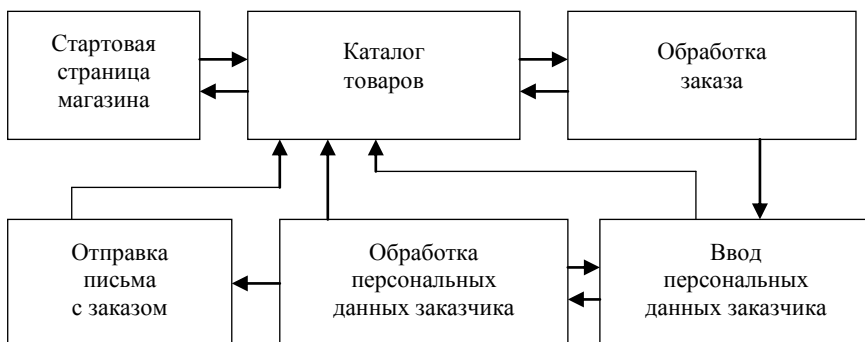 Стартовая
страница
магазина
Каталог
товаров
Обработка
заказа
Отправка
письма
с заказом
Обработка
персональных
данных заказчика
Ввод
персональных
данных заказчика